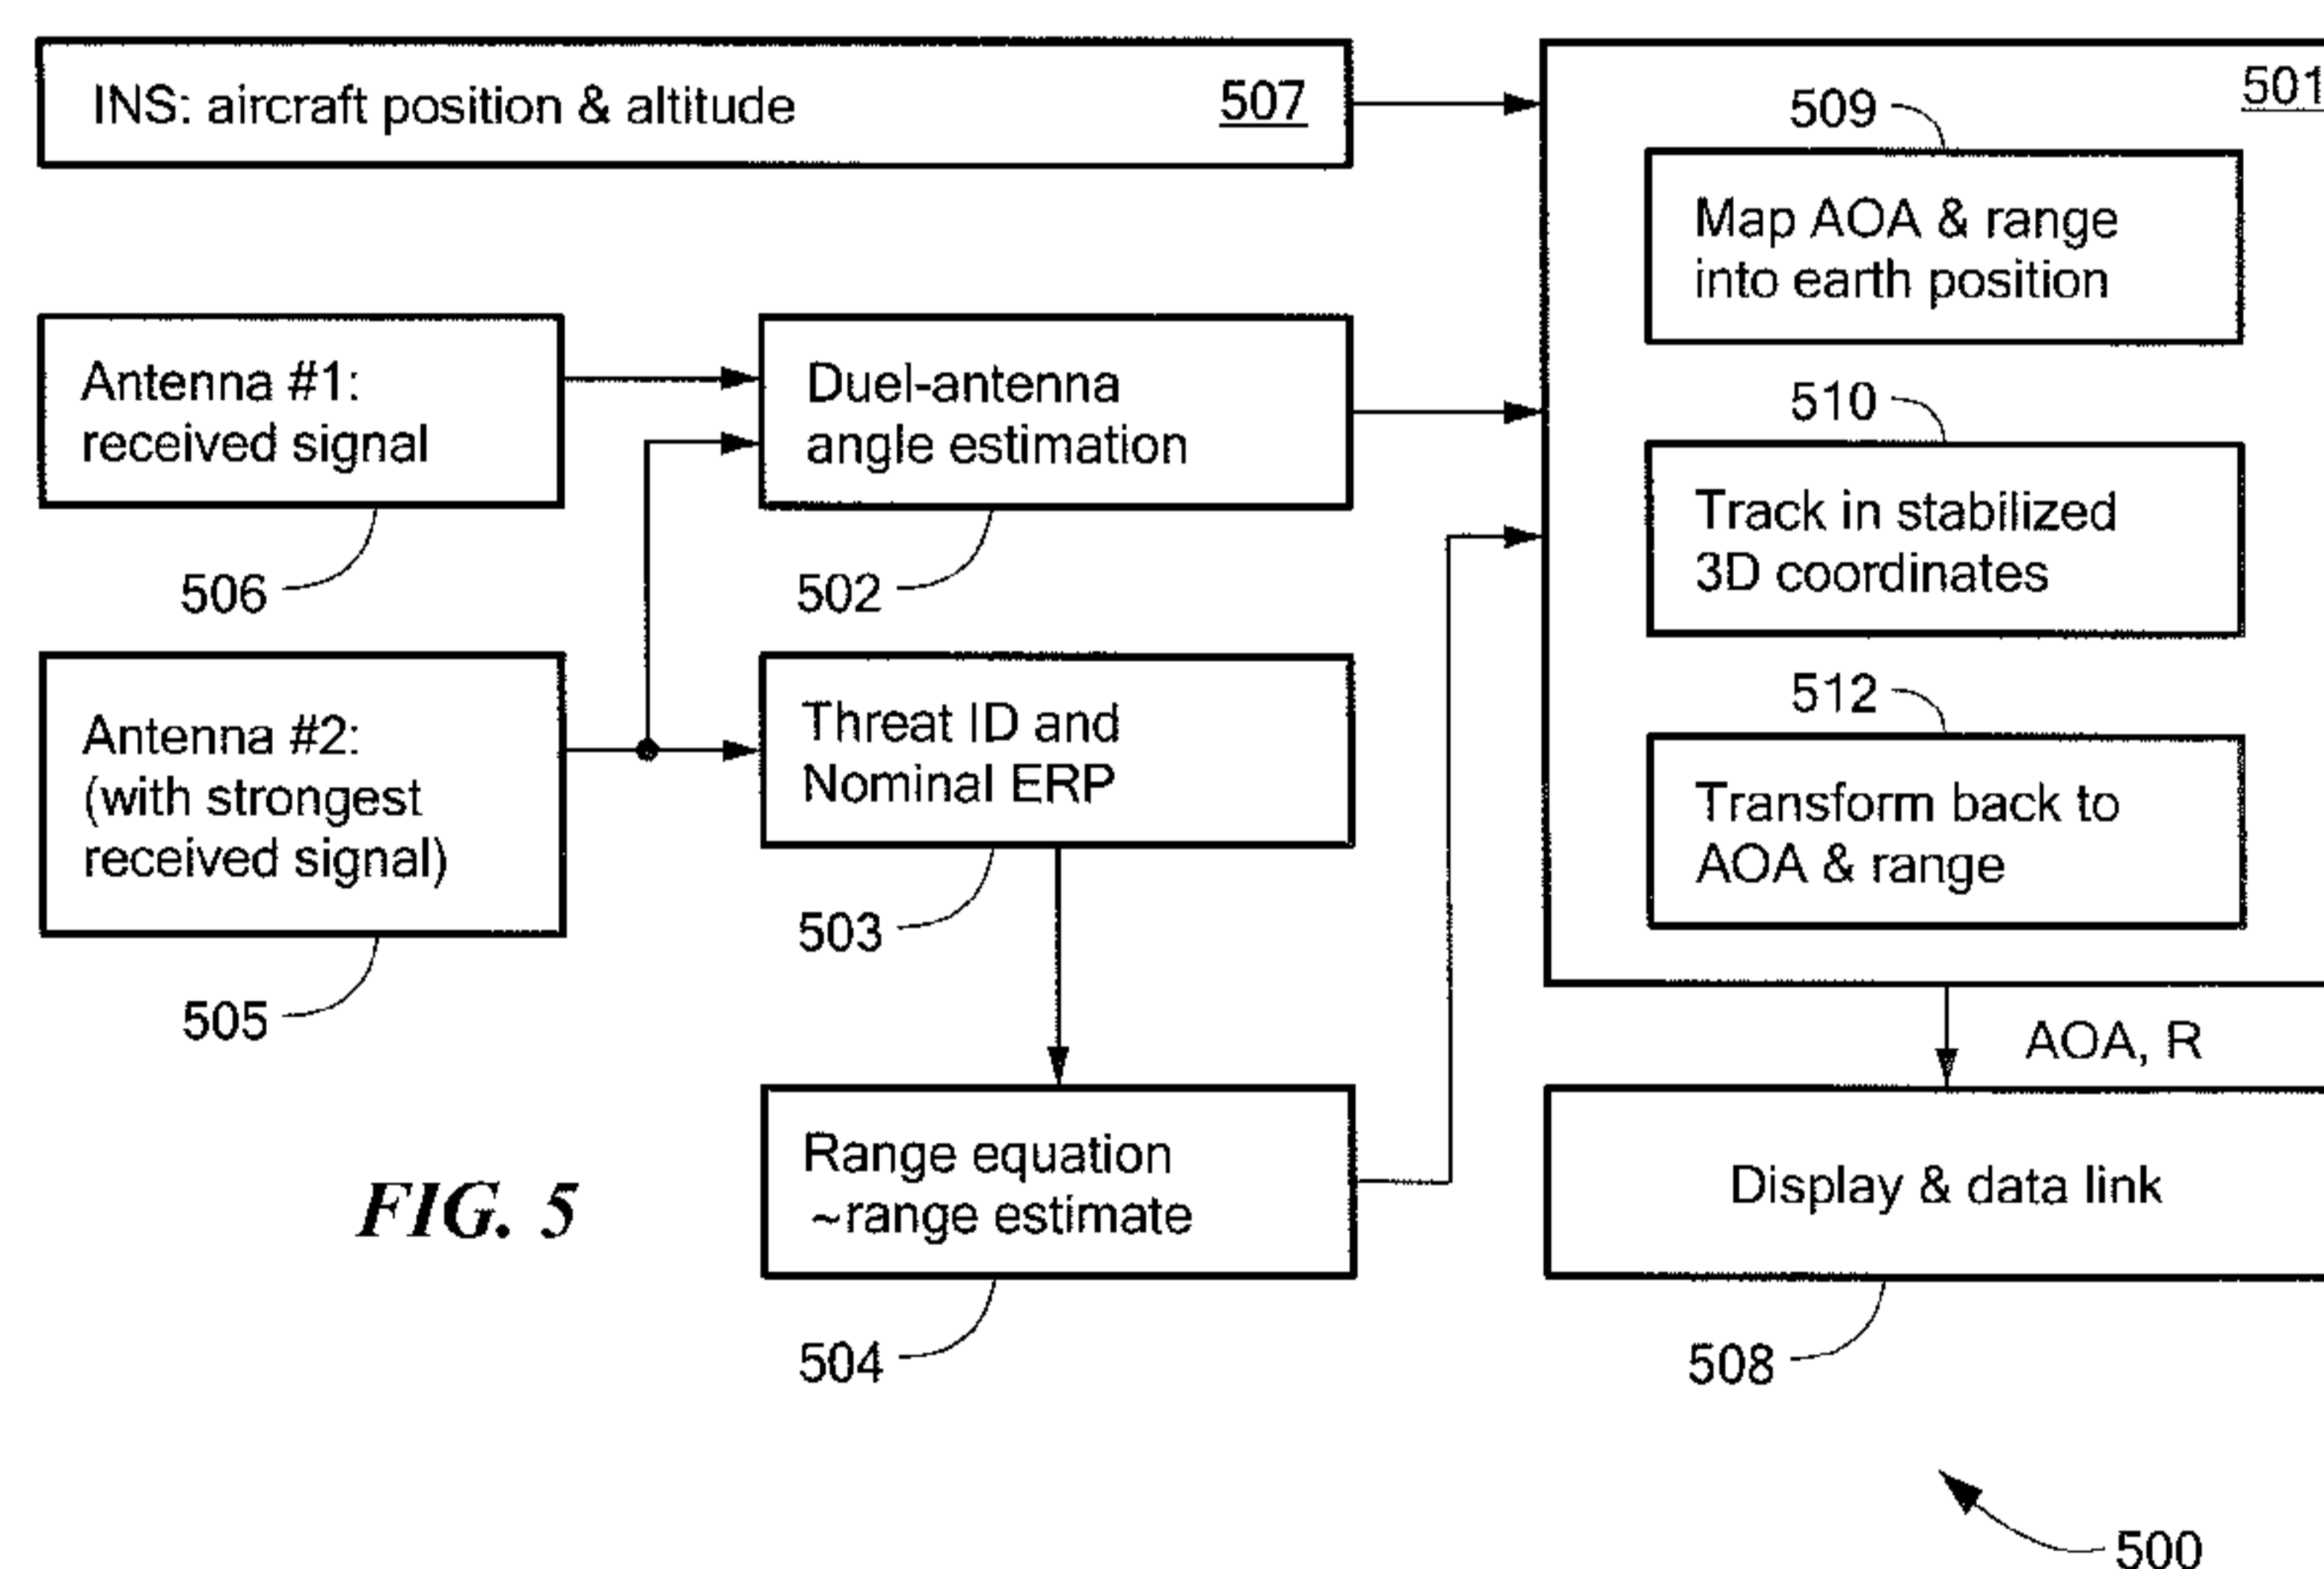 INS: aircraft position & altitude 507
501
509
Map AOA & range
into earth position
Antenna #1:
received signal
506
Duel-antenna
angle estimation
502
510
Track in stabilized
3D coordinates
Antenna #2:
(with strongest
received signal)
505
Threat ID and
Nominal ERP
503
512
Transform back to
AOA & range
AOA, R
Range equation
~range estimate
504
Display & data link
508
FIG. 5
500